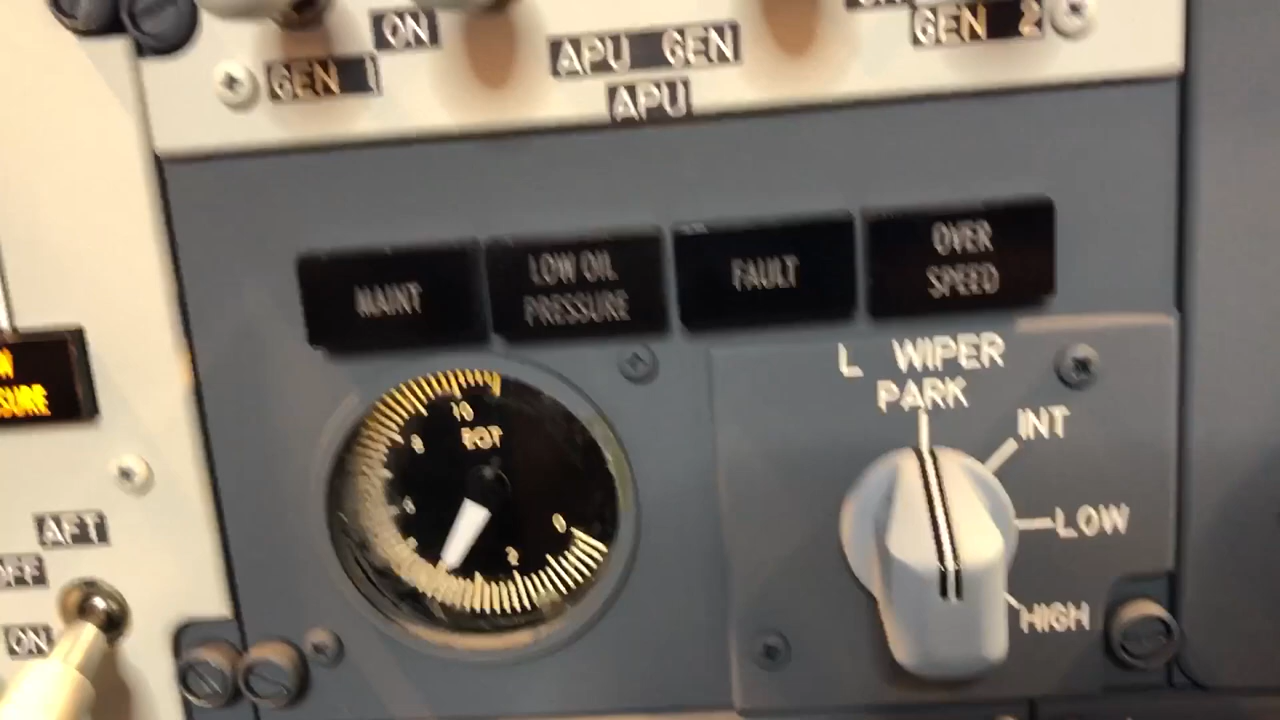 ON
GEN 1
APU GEN
GEN 2
APU
MAINT
LOW OIL
PRESSURE
FAULT
OVER
SPEED
L WIPER
PARK
INT
LOW
HIGH
10
8
EGT
6
4
2
0
AFT
ON